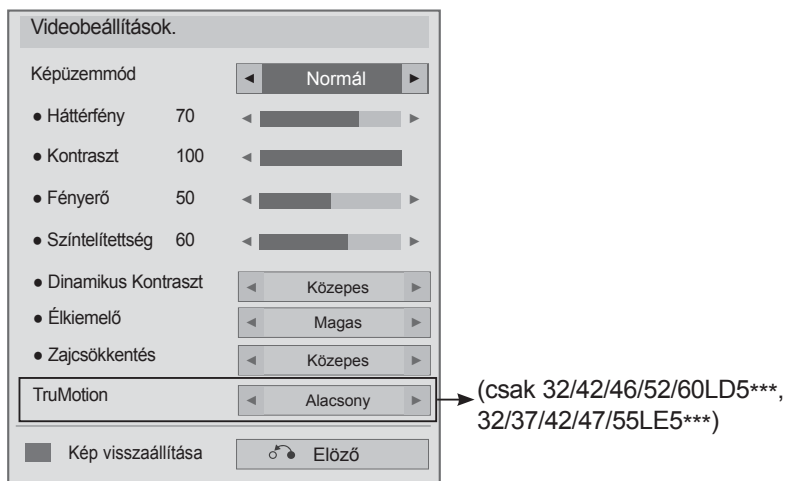 Videobeállítások.
Képüzemmód ◄ Normál ►
● Háttérfény 70 ◄ ►
● Kontraszt 100 ◄
● Fényerő 50 ◄ ►
● Színtelítettség 60 ◄ ►
● Dinamikus Kontraszt ◄ Közepes ►
● Élkiemelő ◄ Magas ►
● Zajcsökkentés ◄ Közepes ►
TruMotion ◄ Alacsony ►
(csak 32/42/46/52/60LD5***,
32/37/42/47/55LE5***)
Kép visszaállítása Elöző